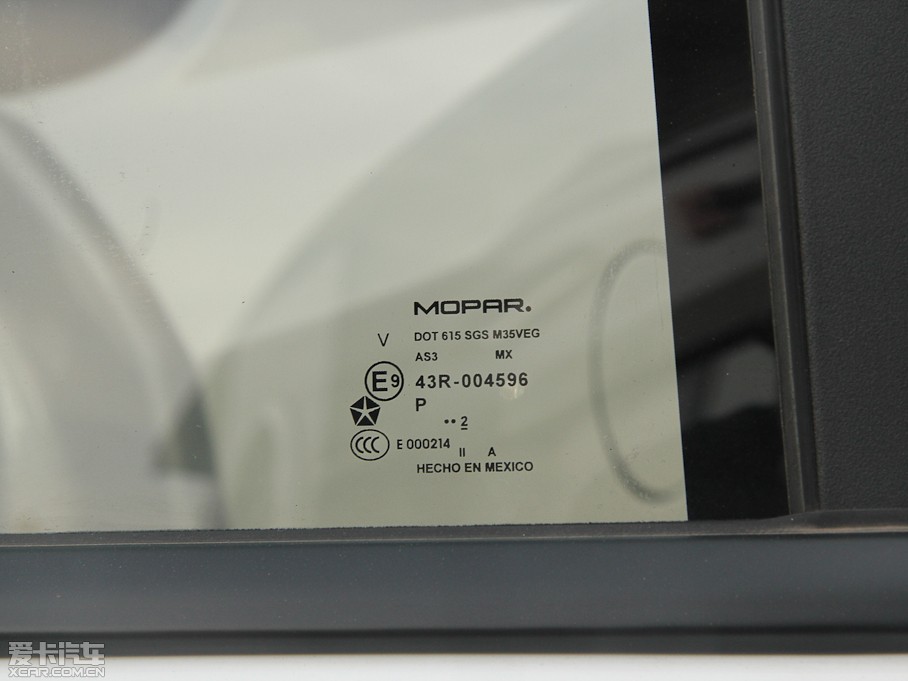 MOPAR.
V DOT 615 SGS M35VEG
AS3 MX
E9 43R-004596
P
•• 2
CCC E 000214 II A
HECHO EN MEXICO
爱卡汽车
XCAR.COM.CN